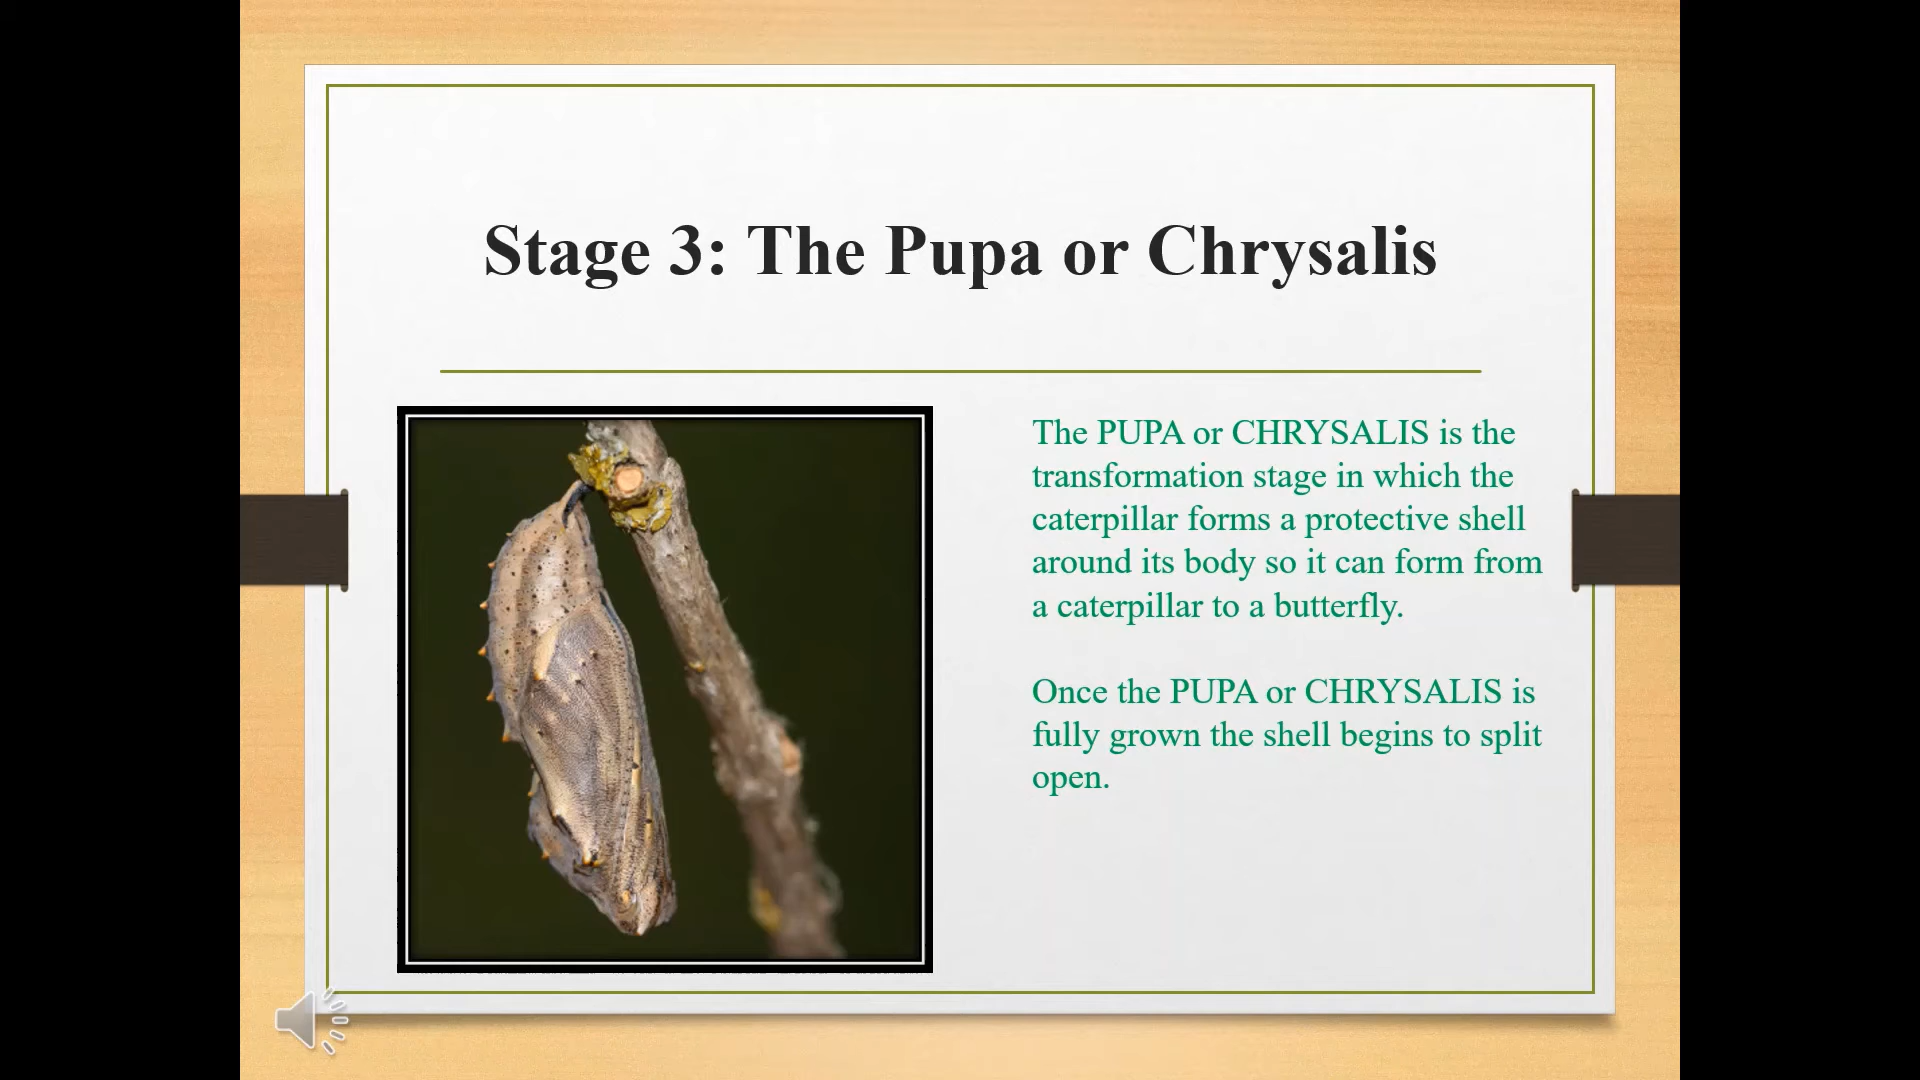 Stage 3: The Pupa or Chrysalis
The PUPA or CHRYSALIS is the
transformation stage in which the
caterpillar forms a protective shell
around its body so it can form from
a caterpillar to a butterfly.
Once the PUPA or CHRYSALIS is
fully grown the shell begins to split
open.